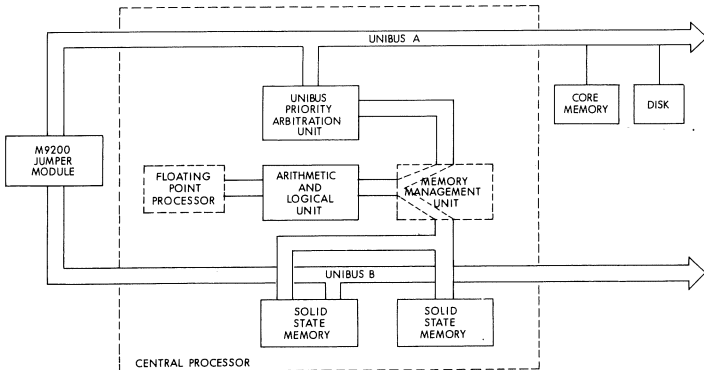 UNIBUS A
UNIBUS
PRIORITY
ARBITRATION
UNIT
CORE
MEMORY
DISK
M9200
JUMPER
MODULE
FLOATING
POINT
PROCESSOR
ARITHMETIC
AND
LOGICAL
UNIT
MEMORY
MANAGEMENT
UNIT
UNIBUS B
SOLID
STATE
MEMORY
SOLID
STATE
MEMORY
CENTRAL PROCESSOR